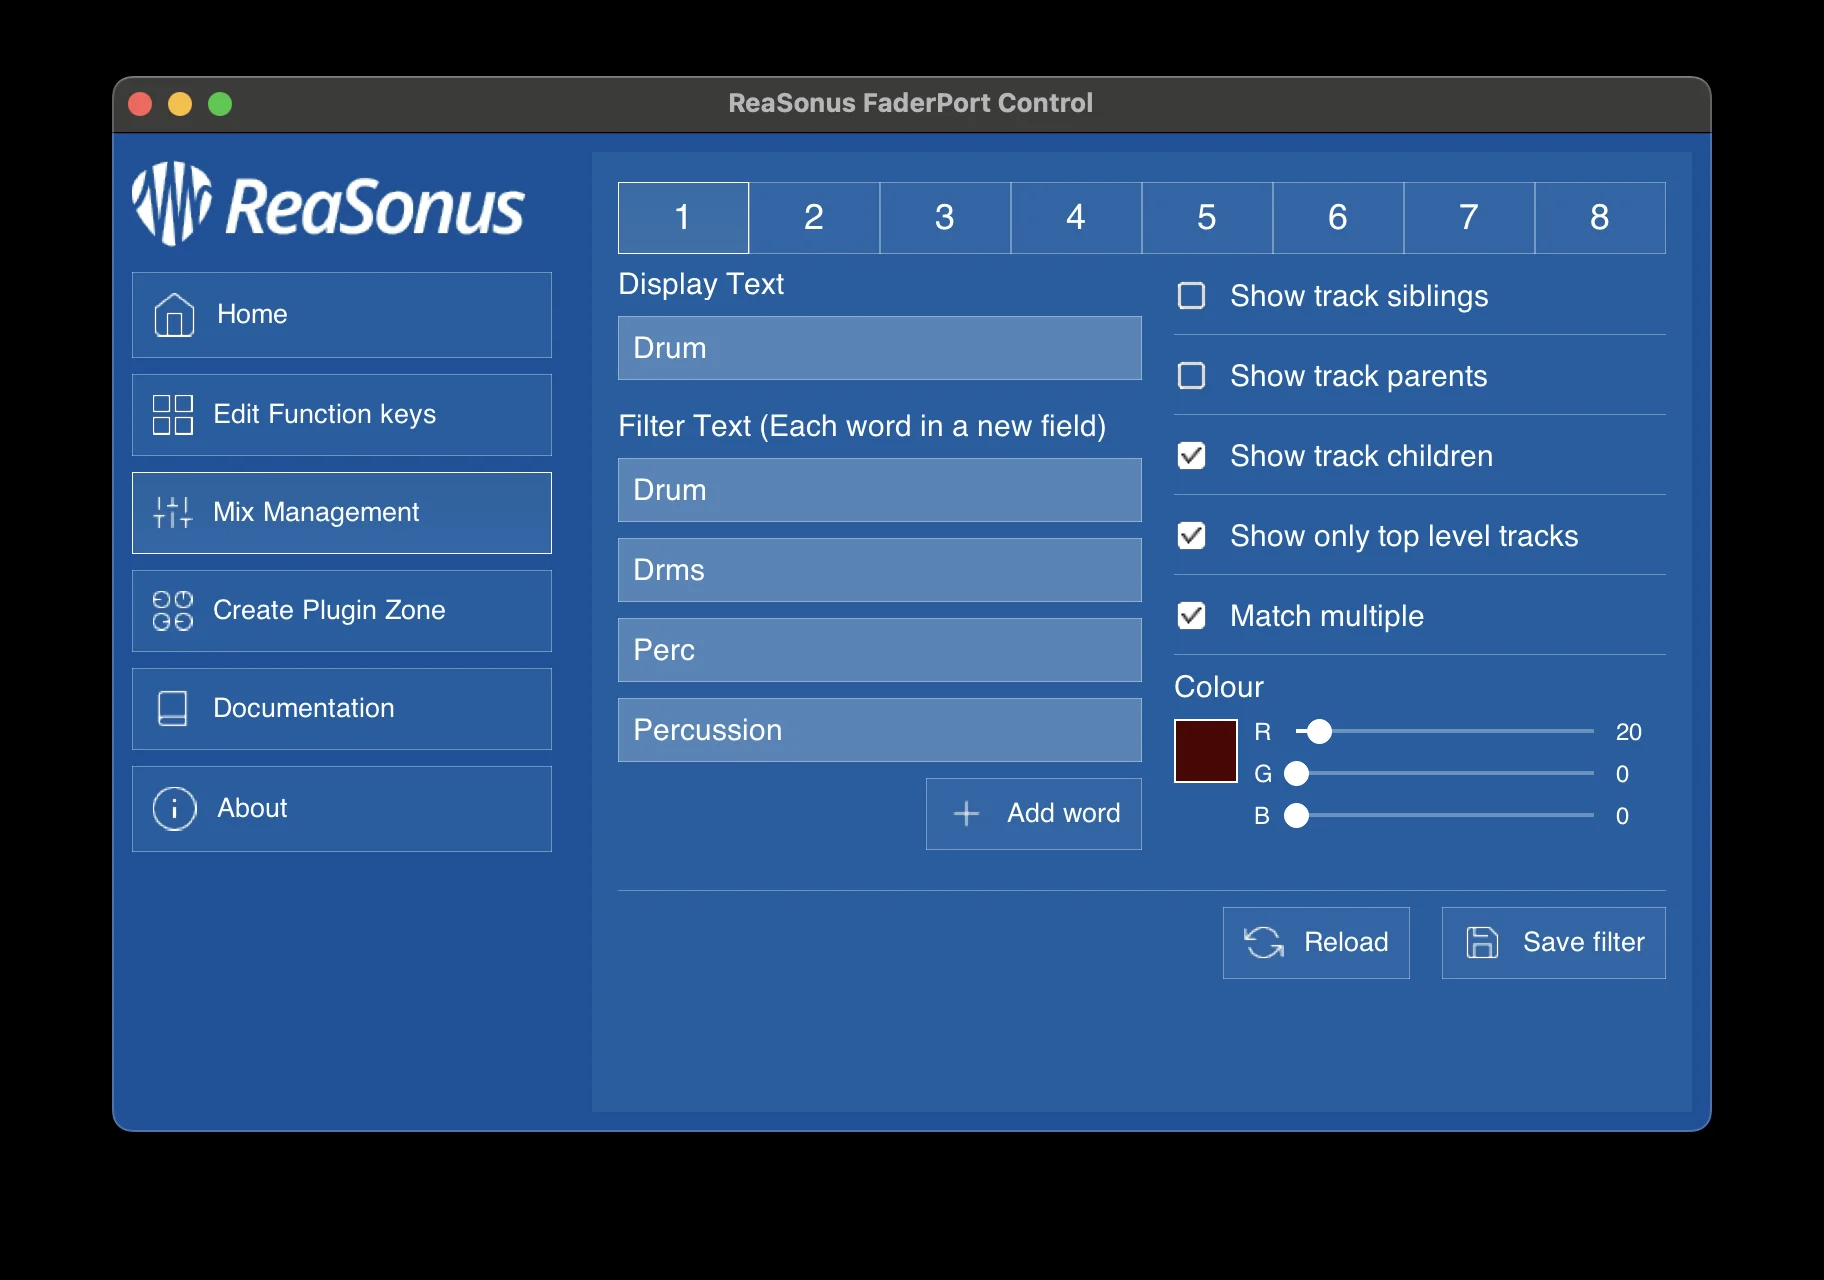 ReaSonus FaderPort Control
ReaSonus
Home
Edit Function keys
Mix Management
Create Plugin Zone
Documentation
About
1 2 3 4 5 6 7 8
Display Text
Drum
Filter Text (Each word in a new field)
Drum
Drms
Perc
Percussion
Add word
Show track siblings
Show track parents
Show track children
Show only top level tracks
Match multiple
Colour
R 20
G 0
B 0
Reload
Save filter